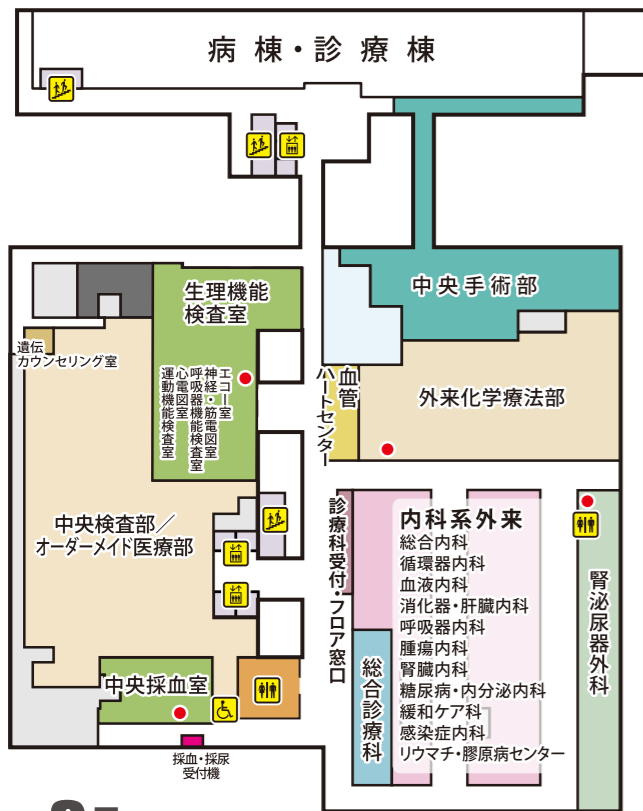 病棟・診療棟
中央手術部
生理機能
検査室
エコー室
神経・筋電図室
呼吸器機能検査室
心電図室
運動機能検査室
遺伝
カウンセリング室
血管
ハートセンター
外来化学療法部
中央検査部／
オーダーメイド医療部
診療科受付・フロア窓口
内科系外来
総合内科
循環器内科
血液内科
消化器・肝臓内科
呼吸器内科
腫瘍内科
腎臓内科
糖尿病・内分泌内科
緩和ケア科
感染症内科
リウマチ・膠原病センター
腎泌尿器外科
総合診療科
中央採血室
採血・採尿
受付機